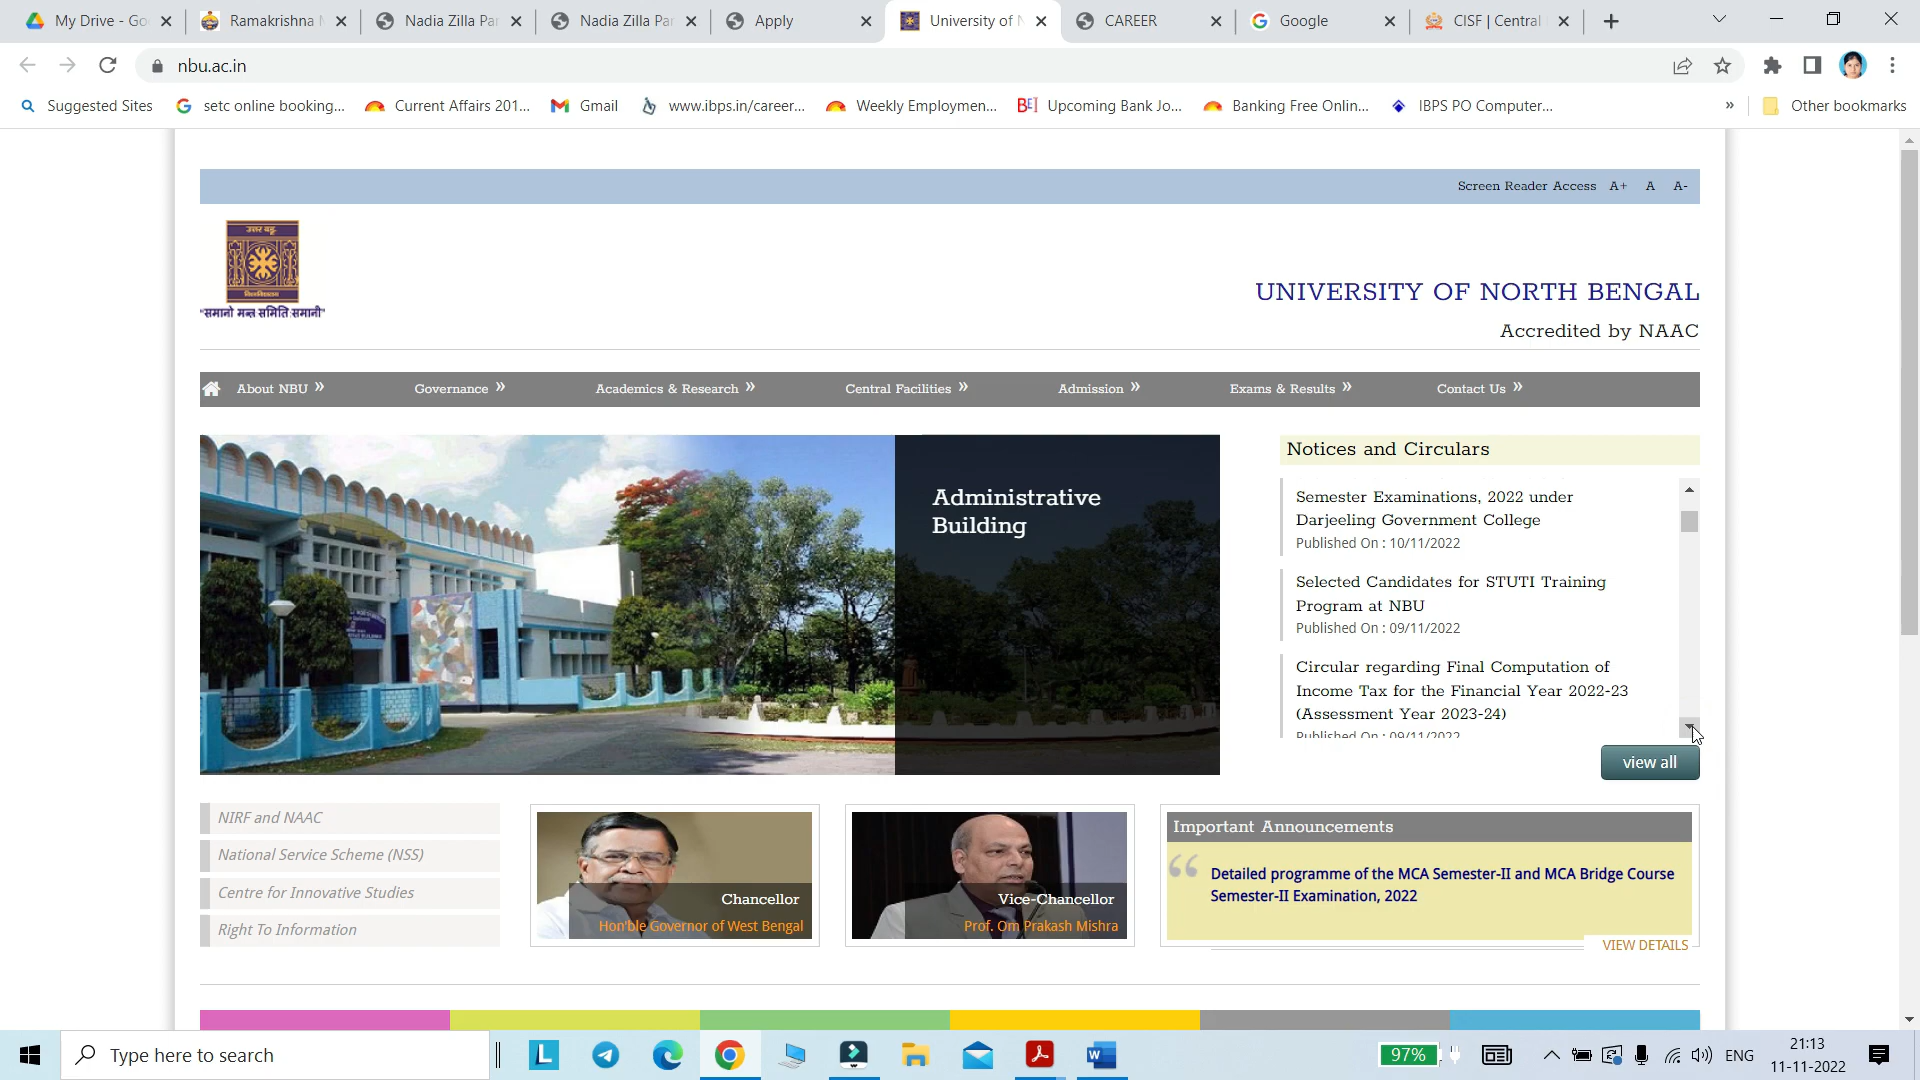 My Drive - Go
Ramakrishna M
Nadia Zilla Par
Nadia Zilla Par
Apply
University of N
CAREER
Google
CISF | Central
nbu.ac.in
Suggested Sites
setc online booking...
Current Affairs 201...
Gmail
www.ibps.in/career...
Weekly Employmen...
BEI Upcoming Bank Jo...
Banking Free Onlin...
IBPS PO Computer...
»
Other bookmarks
Screen Reader Access A+ A A-
"समानो मन्त्र समिति समानी"
UNIVERSITY OF NORTH BENGAL
Accredited by NAAC
About NBU »
Governance »
Academics & Research »
Central Facilities »
Admission »
Exams & Results »
Contact Us »
Administrative
Building
Notices and Circulars
Semester Examinations, 2022 under
Darjeeling Government College
Published On : 10/11/2022
Selected Candidates for STUTI Training
Program at NBU
Published On : 09/11/2022
Circular regarding Final Computation of
Income Tax for the Financial Year 2022-23
(Assessment Year 2023-24)
Published On : 09/11/2022
view all
NIRF and NAAC
National Service Scheme (NSS)
Centre for Innovative Studies
Right To Information
Chancellor
Hon'ble Governor of West Bengal
Vice-Chancellor
Prof. Om Prakash Mishra
Important Announcements
Detailed programme of the MCA Semester-II and MCA Bridge Course
Semester-II Examination, 2022
VIEW DETAILS
Type here to search
L
W
97%
ENG
21:13
11-11-2022